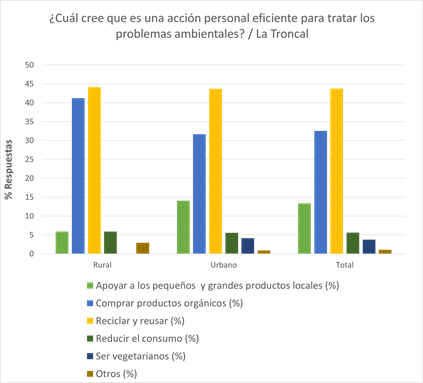 ¿Cuál cree que es una acción personal eficiente para tratar los
problemas ambientales? / La Troncal
% Respuestas
50
45
40
35
30
25
20
15
10
5
0
Rural
Urbano
Total
Apoyar a los pequeños y grandes productos locales (%)
Comprar productos orgánicos (%)
Reciclar y reusar (%)
Reducir el consumo (%)
Ser vegetarianos (%)
Otros (%)